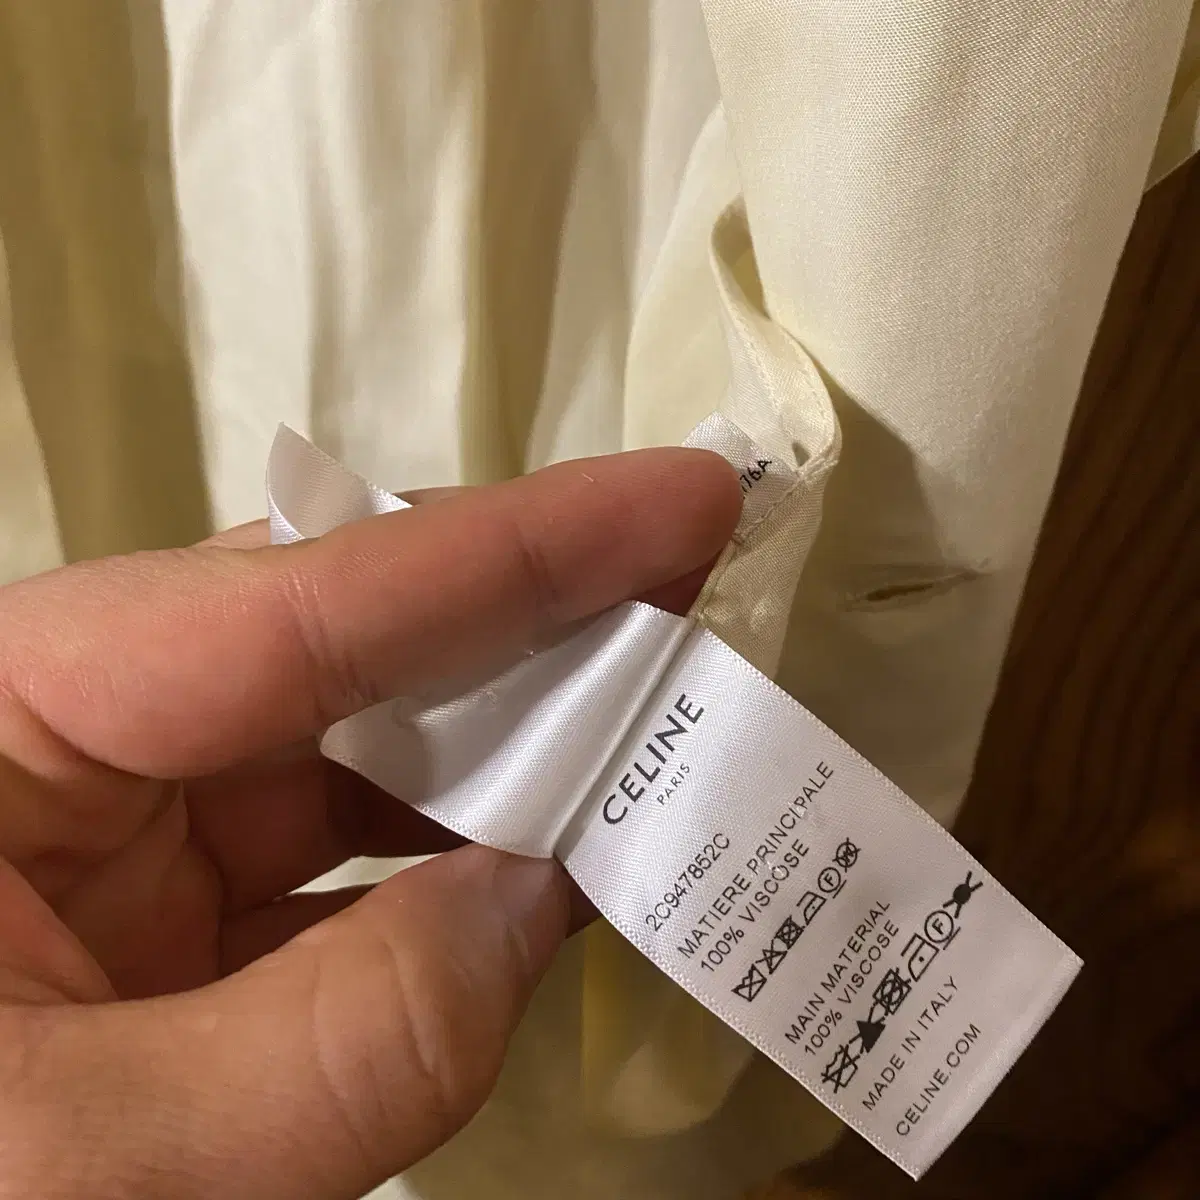 CELINE
PARIS
2C947852C
MATIERE PRINCIPALE
100% VISCOSE
MAIN MATERIAL
100% VISCOSE
MADE IN ITALY
CELINE.COM